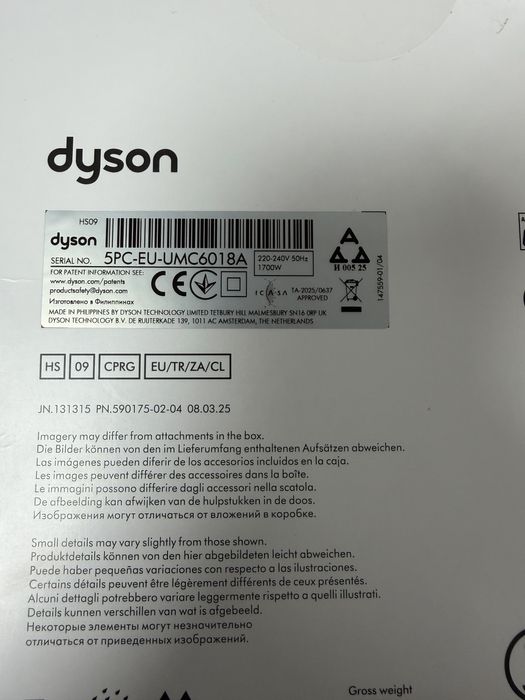 dyson
HS09
dyson
SERIAL NO. 5PC-EU-UMC6018A
220-240V 50Hz
1700W
FOR PATENT INFORMATION SEE:
www.dyson.com/patents
productsafety@dyson.com
Изготовлено в Филиппинах
CE
ICASA
TA-2025/0637
APPROVED
И 005 25
147559-01/04
MADE IN PHILIPPINES BY DYSON TECHNOLOGY LIMITED TETBURY HILL MALMESBURY SN16 0RP UK
DYSON TECHNOLOGY B.V. DE RUIJTERKADE 139, 1011 AC AMSTERDAM, THE NETHERLANDS
HS 09 CPRG EU/TR/ZA/CL
JN.131315 PN.590175-02-04 08.03.25
Imagery may differ from attachments in the box.
Die Bilder können von den im Lieferumfang enthaltenen Aufsätzen abweichen.
Las imágenes pueden diferir de los accesorios incluidos en la caja.
Les images peuvent différer des accessoires dans la boîte.
Le immagini possono differire dagli accessori nella scatola.
De afbeelding kan afwijken van de hulpstukken in de doos.
Изображения могут отличаться от вложений в коробке.
Small details may vary slightly from those shown.
Produktdetails können von den hier abgebildeten leicht abweichen.
Puede haber pequeñas variaciones con respecto a las ilustraciones.
Certains détails peuvent être légèrement différents de ceux présentés.
Alcuni dettagli potrebbero variare leggermente rispetto a quelli illustrati.
Details kunnen verschillen van wat is afgebeeld.
Некоторые элементы могут незначительно
отличаться от приведенных изображений.
Gross weight